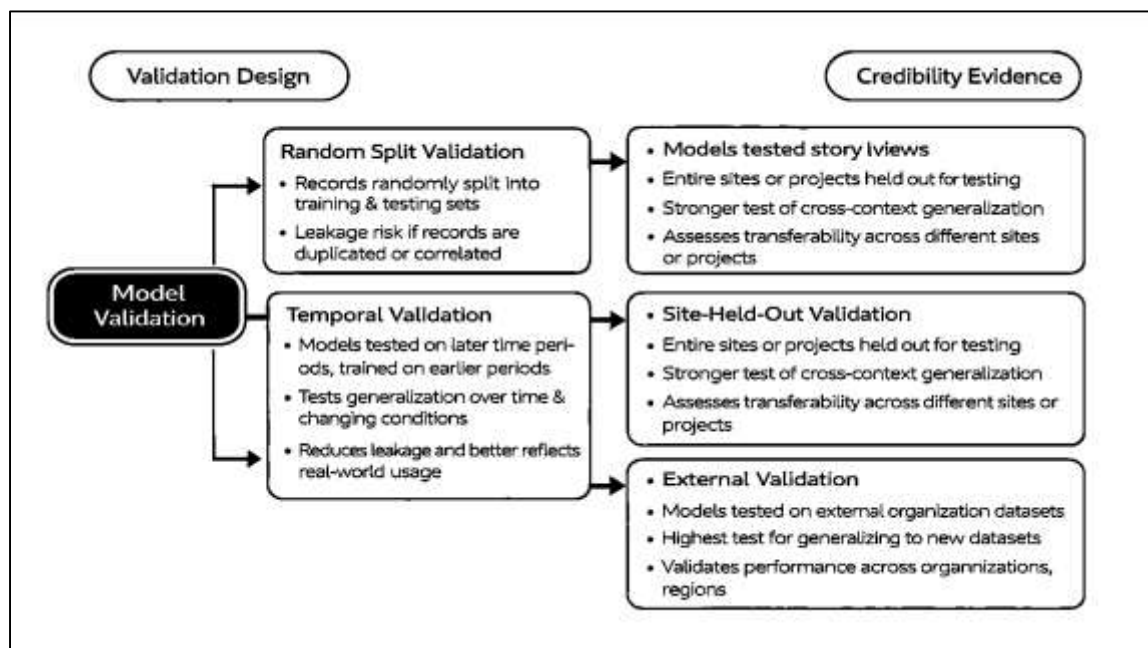 Validation Design
Credibility Evidence
Model
Validation
Random Split Validation
• Records randomly split into
training & testing sets
• Leakage risk if records are
duplicated or correlated
Temporal Validation
• Models tested on later time peri-
ods, trained on earlier periods
• Tests generalization over time &
changing conditions
• Reduces leakage and better reflects
real-world usage
• Models tested story lviews
• Entire sites or projects held out for testing
• Stronger test of cross-context generalization
• Assesses transferability across different sites
or projects
• Site-Held-Out Validation
• Entire sites or projects held out for testing
• Stronger test of cross-context generalization
• Assesses transferability across different sites or
projects
• External Validation
• Models tested on external organization datasets
• Highest test for generalizing to new datasets
• Validates performance across organnizations,
regions